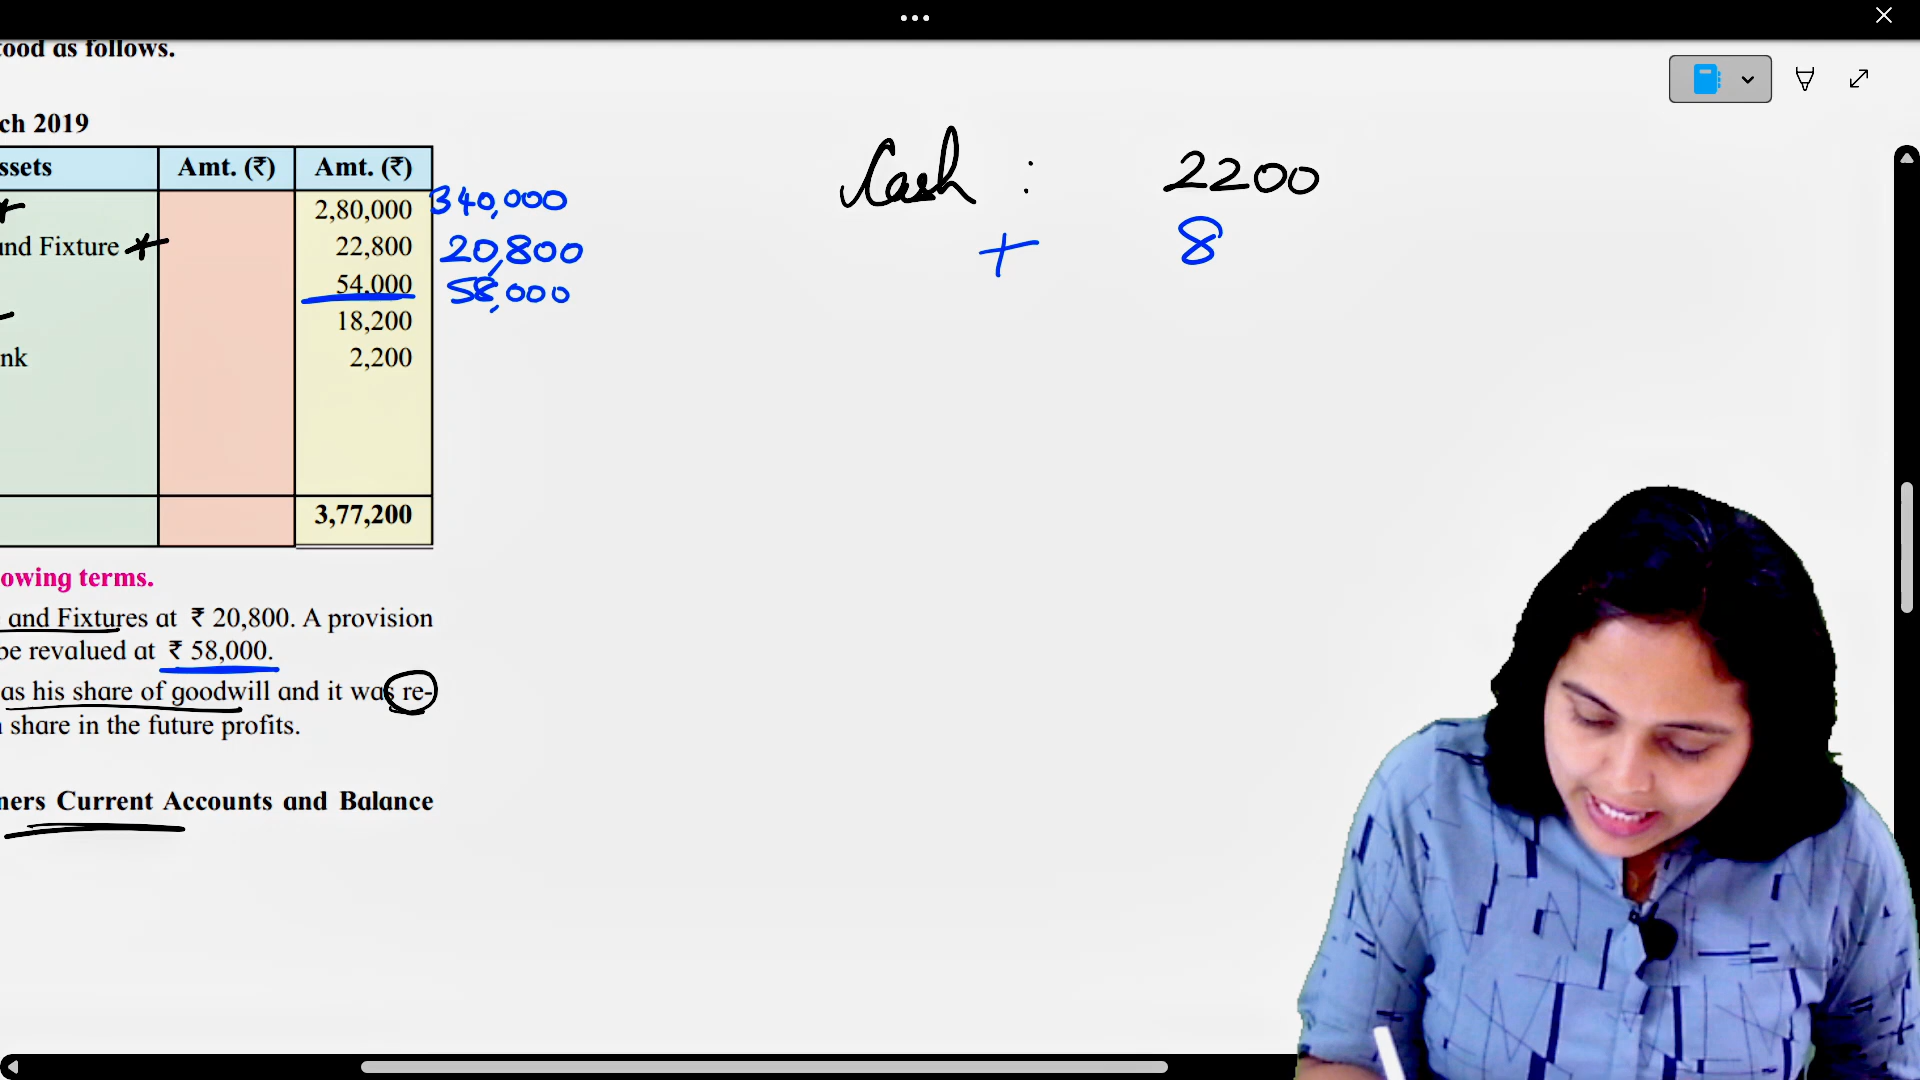 ood as follows.
ch 2019
ssets Amt. (₹) Amt. (₹)
2,80,000 340,000
nd Fixture 22,800 20,800
54,000 58,000
18,200
nk 2,200
3,77,200
Cash : 2200
+ 8
owing terms.
and Fixtures at ₹ 20,800. A provision
be revalued at ₹ 58,000.
as his share of goodwill and it was re-
share in the future profits.
ners Current Accounts and Balance